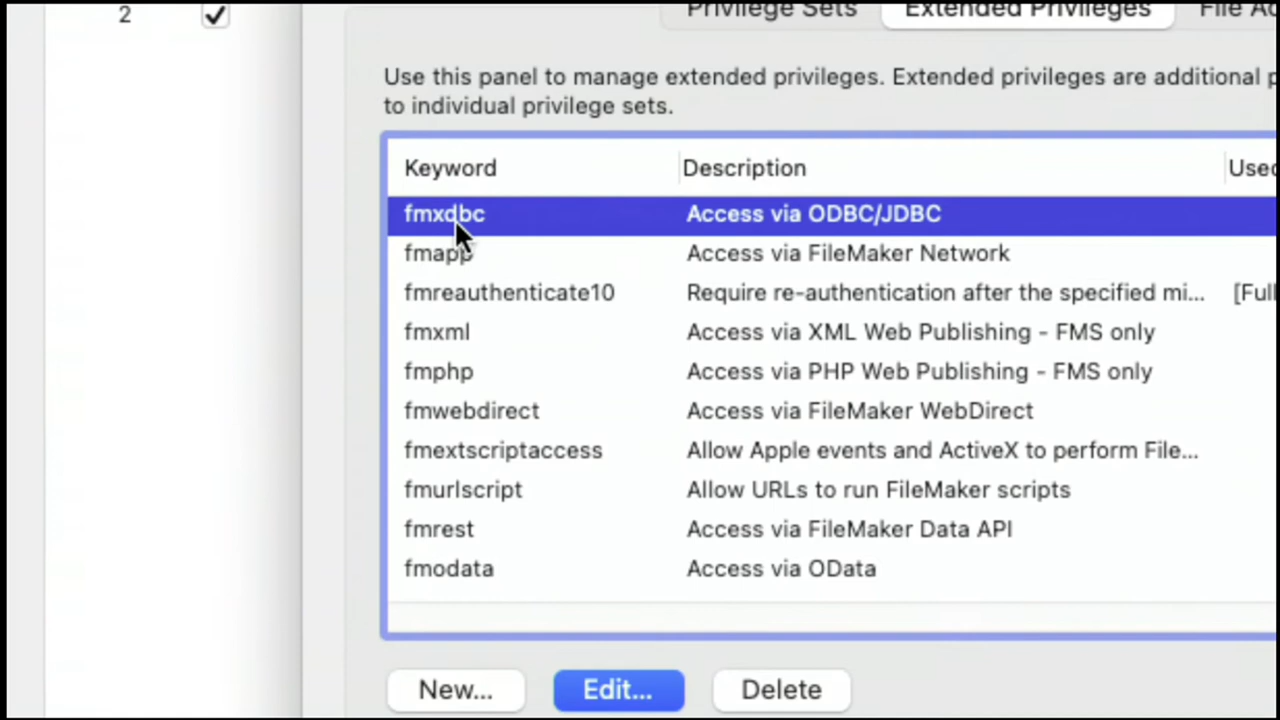 2
Privilege Sets Extended Privileges File Ac
Use this panel to manage extended privileges. Extended privileges are additional p
to individual privilege sets.
Keyword Description Used
fmxdbc Access via ODBC/JDBC
fmapp Access via FileMaker Network
fmreauthenticate10 Require re-authentication after the specified mi... [Full
fmxml Access via XML Web Publishing - FMS only
fmphp Access via PHP Web Publishing - FMS only
fmwebdirect Access via FileMaker WebDirect
fmextscriptaccess Allow Apple events and ActiveX to perform File...
fmurlscript Allow URLs to run FileMaker scripts
fmrest Access via FileMaker Data API
fmodata Access via OData
New... Edit... Delete